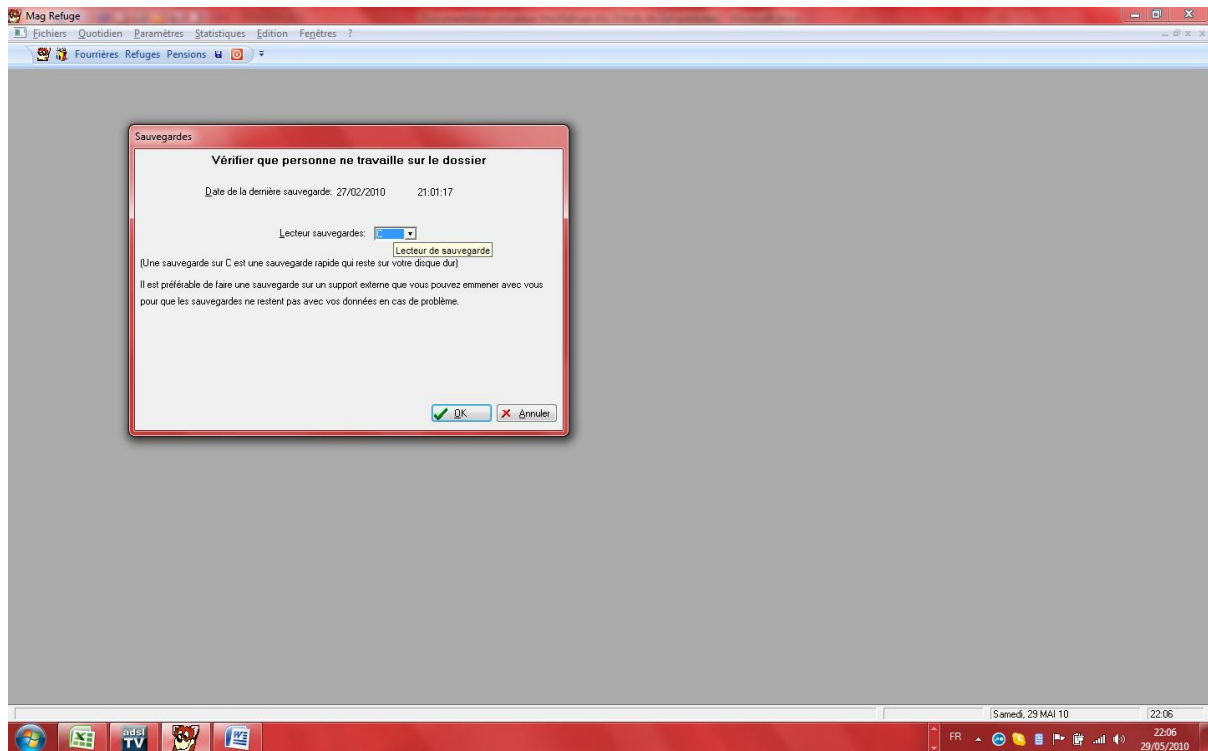 Mag Refuge
Fichiers Quotidien Paramètres Statistiques Edition Fenêtres ?
Fourrières Refuges Pensions
Sauvegardes
Vérifier que personne ne travaille sur le dossier
Date de la dernière sauvegarde: 27/02/2010 21:01:17
Lecteur sauvegardes: C
Lecteur de sauvegarde
(Une sauvegarde sur C est une sauvegarde rapide qui reste sur votre disque dur)
Il est préférable de faire une sauvegarde sur un support externe que vous pouvez emmener avec vous
pour que les sauvegardes ne restent pas avec vos données en cas de problème.
OK Annuler
Samedi, 29 MAI 10 22:06
adsl
TV
FR 22:06
29/05/2010